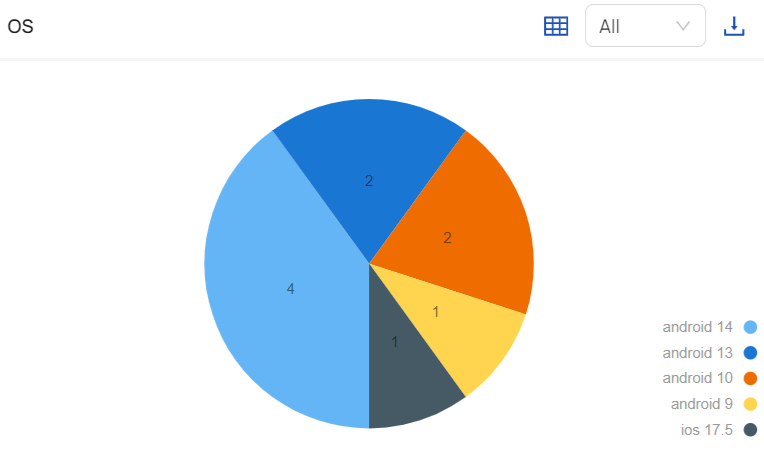 OS
All
2
2
4
1
1
android 14
android 13
android 10
android 9
ios 17.5